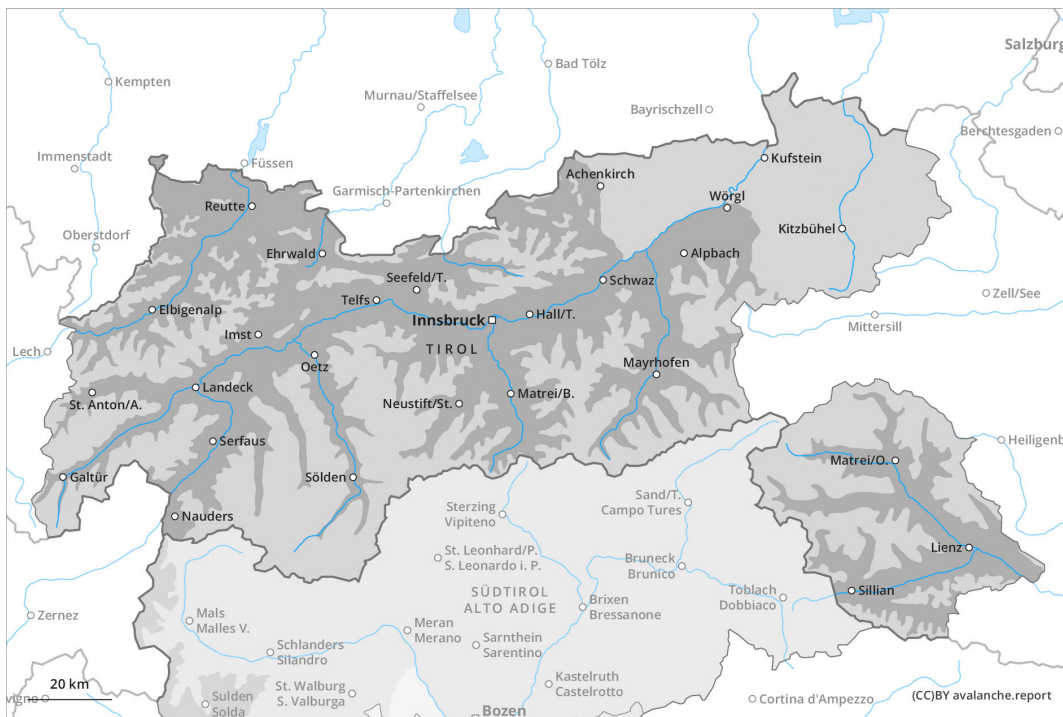 Salzburg
Bad Tölz
Kempten
Murnau/Staffelsee
Bayrischzell
Berchtesgaden
Immenstadt
Füssen
Kufstein
Achenkirch
Garmisch-Partenkirchen
Reutte
Wörgl
Kitzbühel
Oberstdorf
Ehrwald
Alpbach
Seefeld/T.
Schwaz
Zell/See
Telfs
Elbigenalp
Innsbruck
Hall/T.
Mittersill
Imst
TIROL
Lech
Oetz
Mayrhofen
Landeck
St. Anton/A.
Neustift/St.
Matrei/B.
Serfaus
Heiligenb
Matrei/O.
Galtür
Sölden
Sand/T.
Campo Tures
Sterzing
Vipiteno
Nauders
Lienz
St. Leonhard/P.
S. Leonardo i. P.
Bruneck
Brunico
SÜDTIROL
ALTO ADIGE
Sillian
Toblach
Dobbiaco
Brixen
Bressanone
Zernez
Mals
Malles V.
Meran
Merano
Sarnthein
Sarentino
Schlanders
Silandro
Kastelruth
Castelrotto
20 km
St. Walburg
S. Valburga
vigno
Sulden
Solda
Cortina d'Ampezzo
(CC)BY avalanche.report
Bozen